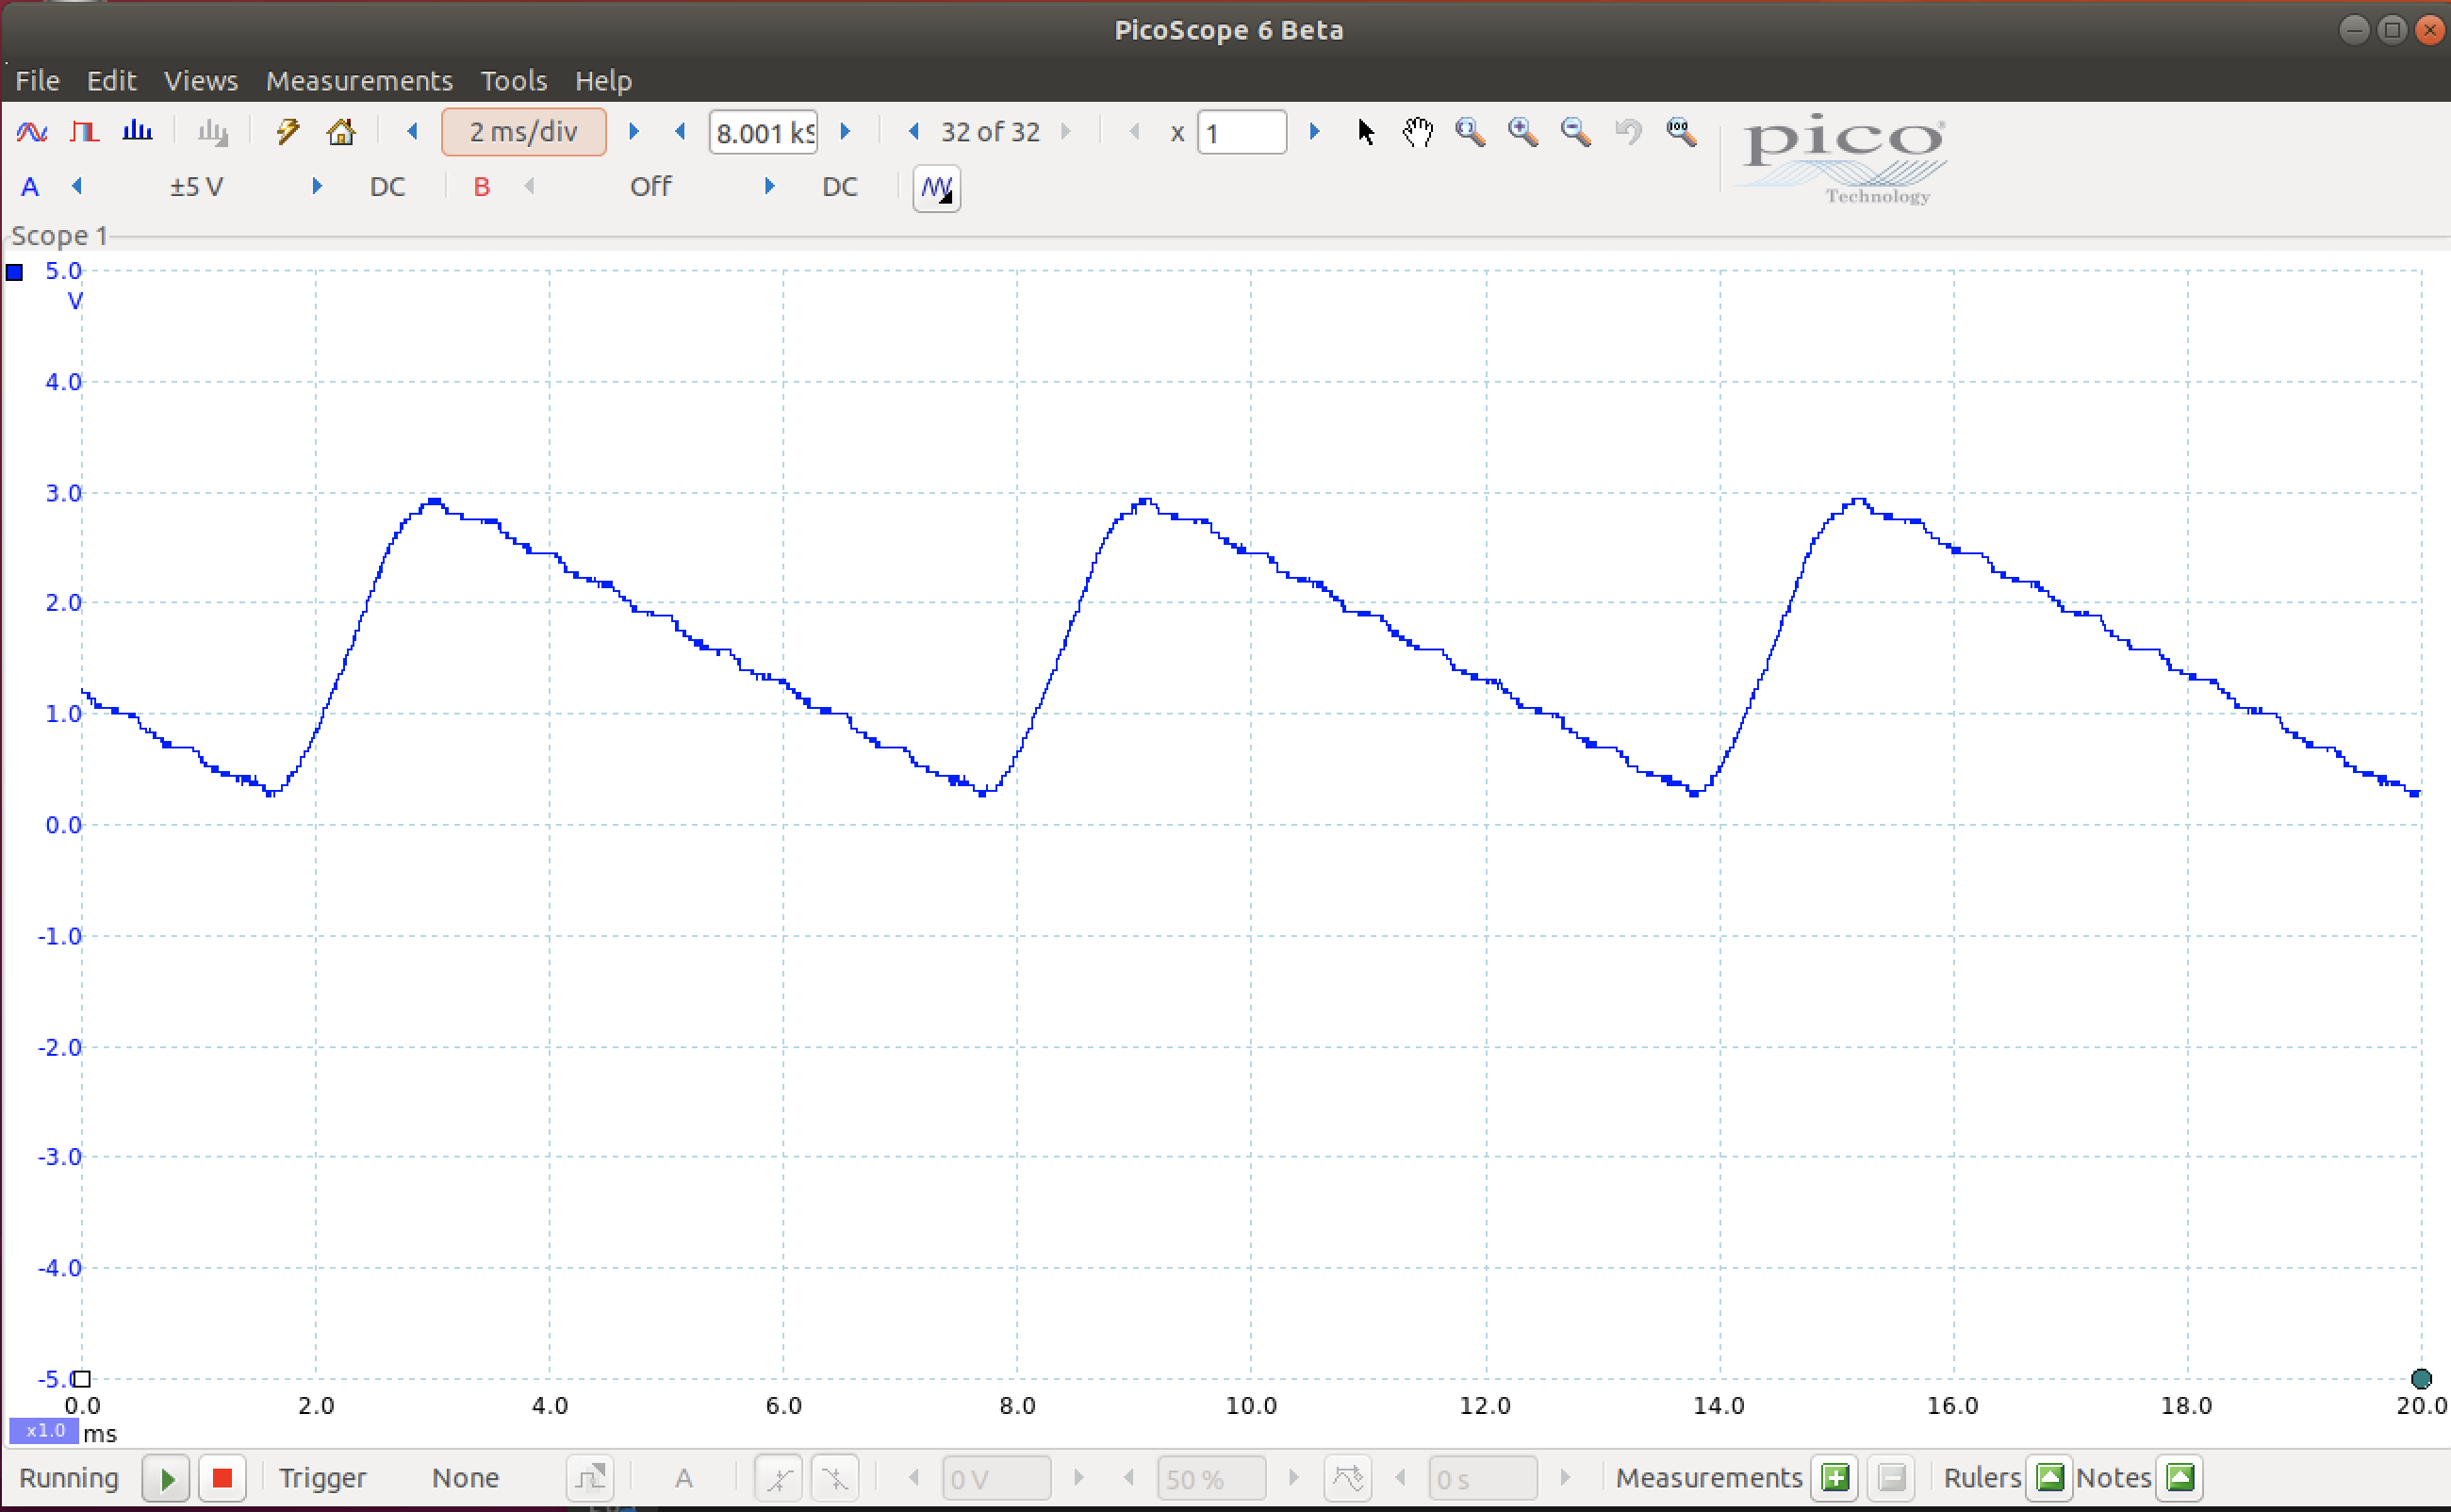 PicoScope 6 Beta
File Edit Views Measurements Tools Help
2 ms/div 8.001 kS 32 of 32 x 1
pico
Technology
A ±5 V DC B Off DC
Scope 1
5.0
V
4.0
3.0
2.0
1.0
0.0
-1.0
-2.0
-3.0
-4.0
-5.0
0.0 2.0 4.0 6.0 8.0 10.0 12.0 14.0 16.0 18.0 20.0
x1.0 ms
Running Trigger None A 0 V 50 % 0 s Measurements Rulers Notes